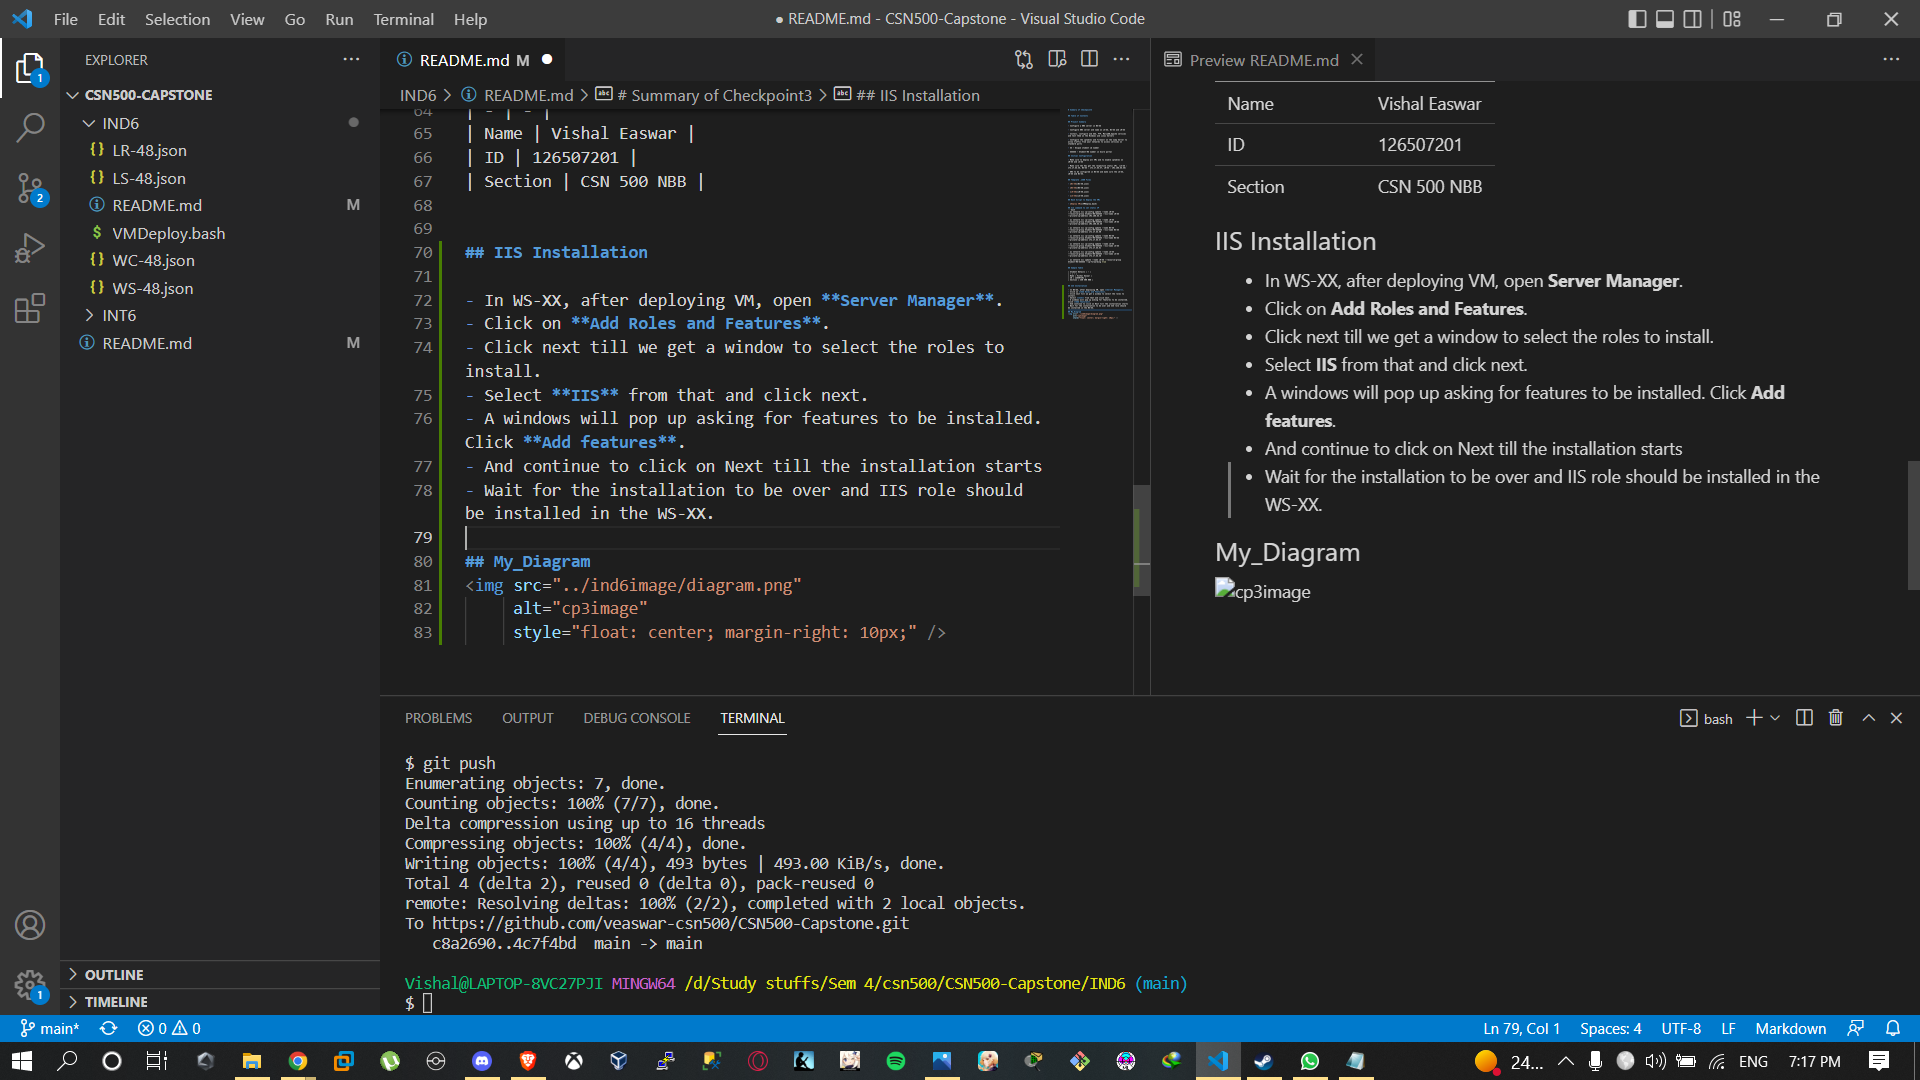 File Edit Selection View Go Run Terminal Help
● README.md - CSN500-Capstone - Visual Studio Code
EXPLORER
CSN500-CAPSTONE
IND6
{} LR-48.json
{} LS-48.json
README.md M
$ VMDeploy.bash
{} WC-48.json
{} WS-48.json
INT6
README.md M
OUTLINE
TIMELINE
1
2
1
README.md M
IND6 > README.md > # Summary of Checkpoint3 > ## IIS Installation
64 | - | - |
65 | Name | Vishal Easwar |
66 | ID | 126507201 |
67 | Section | CSN 500 NBB |
68
69
70 ## IIS Installation
71
72 - In WS-XX, after deploying VM, open **Server Manager**.
73 - Click on **Add Roles and Features**.
74 - Click next till we get a window to select the roles to
install.
75 - Select **IIS** from that and click next.
76 - A windows will pop up asking for features to be installed.
Click **Add features**.
77 - And continue to click on Next till the installation starts
78 - Wait for the installation to be over and IIS role should
be installed in the WS-XX.
79
80 ## My_Diagram
81 <img src="../ind6image/diagram.png"
82 alt="cp3image"
83 style="float: center; margin-right: 10px;" />
Preview README.md
Name Vishal Easwar
ID 126507201
Section CSN 500 NBB
IIS Installation
• In WS-XX, after deploying VM, open Server Manager.
• Click on Add Roles and Features.
• Click next till we get a window to select the roles to install.
• Select IIS from that and click next.
• A windows will pop up asking for features to be installed. Click Add
features.
• And continue to click on Next till the installation starts
• Wait for the installation to be over and IIS role should be installed in the
WS-XX.
My_Diagram
cp3image
PROBLEMS OUTPUT DEBUG CONSOLE TERMINAL
bash
$ git push
Enumerating objects: 7, done.
Counting objects: 100% (7/7), done.
Delta compression using up to 16 threads
Compressing objects: 100% (4/4), done.
Writing objects: 100% (4/4), 493 bytes | 493.00 KiB/s, done.
Total 4 (delta 2), reused 0 (delta 0), pack-reused 0
remote: Resolving deltas: 100% (2/2), completed with 2 local objects.
To https://github.com/veaswar-csn500/CSN500-Capstone.git
c8a2690..4c7f4bd main -> main
Vishal@LAPTOP-8VC27PJI MINGW64 /d/Study stuffs/Sem 4/csn500/CSN500-Capstone/IND6 (main)
$
main* 0 0
Ln 79, Col 1 Spaces: 4 UTF-8 LF Markdown
24... ENG 7:17 PM